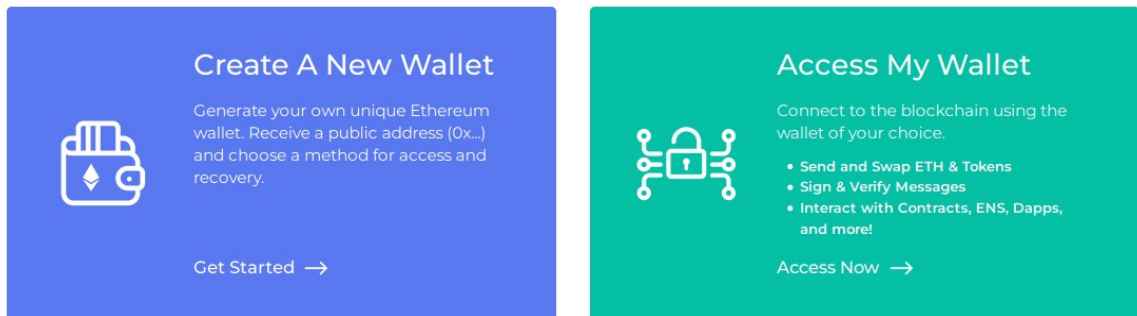 Create A New Wallet
Generate your own unique Ethereum
wallet. Receive a public address (0x...)
and choose a method for access and
recovery.
Get Started
Access My Wallet
Connect to the blockchain using the
wallet of your choice.
• Send and Swap ETH & Tokens
• Sign & Verify Messages
• Interact with Contracts, ENS, Dapps,
and more!
Access Now